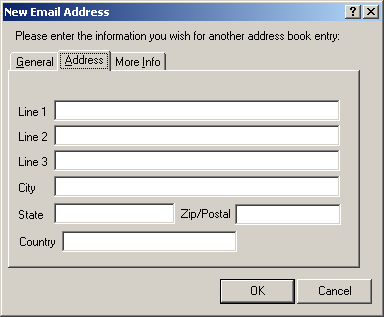 New Email Address
Please enter the information you wish for another address book entry:
General Address More Info
Line 1
Line 2
Line 3
City
State Zip/Postal
Country
OK Cancel